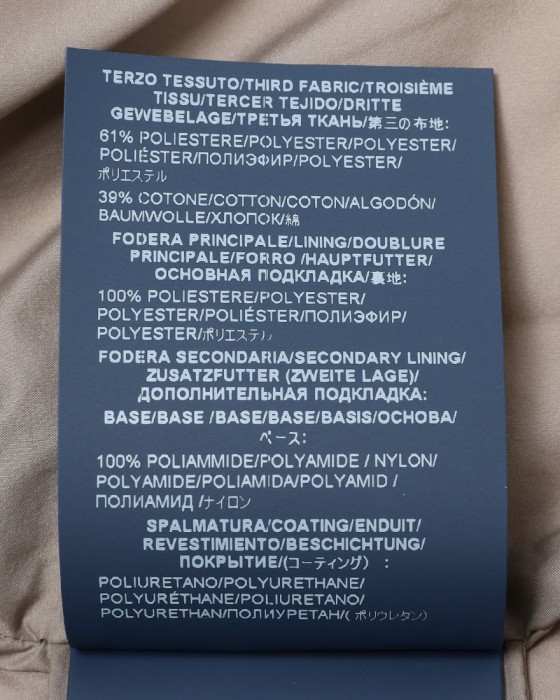 TERZO TESSUTO/THIRD FABRIC/TROISIÈME
TISSU/TERCER TEJIDO/DRITTE
GEWEBELAGE/ТРЕТЬЯ ТКАНЬ/第三の布地:
61% POLIESTERE/POLYESTER/POLYESTER/
POLIÉSTER/ПОЛИЭФИР/POLYESTER/
ポリエステル
39% COTONE/COTTON/COTON/ALGODÓN/
BAUMWOLLE/ХЛОПОК/綿
FODERA PRINCIPALE/LINING/DOUBLURE
PRINCIPALE/FORRO /HAUPTFUTTER/
ОСНОВНАЯ ПОДКЛАДКА/裏地:
100% POLIESTERE/POLYESTER/
POLYESTER/POLIÉSTER/ПОЛИЭФИР/
POLYESTER/ポリエステル
FODERA SECONDARIA/SECONDARY LINING/
ZUSATZFUTTER (ZWEITE LAGE)/
ДОПОЛНИТЕЛЬНАЯ ПОДКЛАДКА:
BASE/BASE /BASE/BASE/BASIS/ОСНОВА/
ベース:
100% POLIAMMIDE/POLYAMIDE / NYLON/
POLYAMIDE/POLIAMIDA/POLYAMID /
ПОЛИАМИД /ナイロン
SPALMATURA/COATING/ENDUIT/
REVESTIMIENTO/BESCHICHTUNG/
ПОКРЫТИЕ/(コーティング) :
POLIURETANO/POLYURETHANE/
POLYURÉTHANE/POLIURETANO/
POLYURETHAN/ПОЛИУРЕТАН/( ポリウレタン)